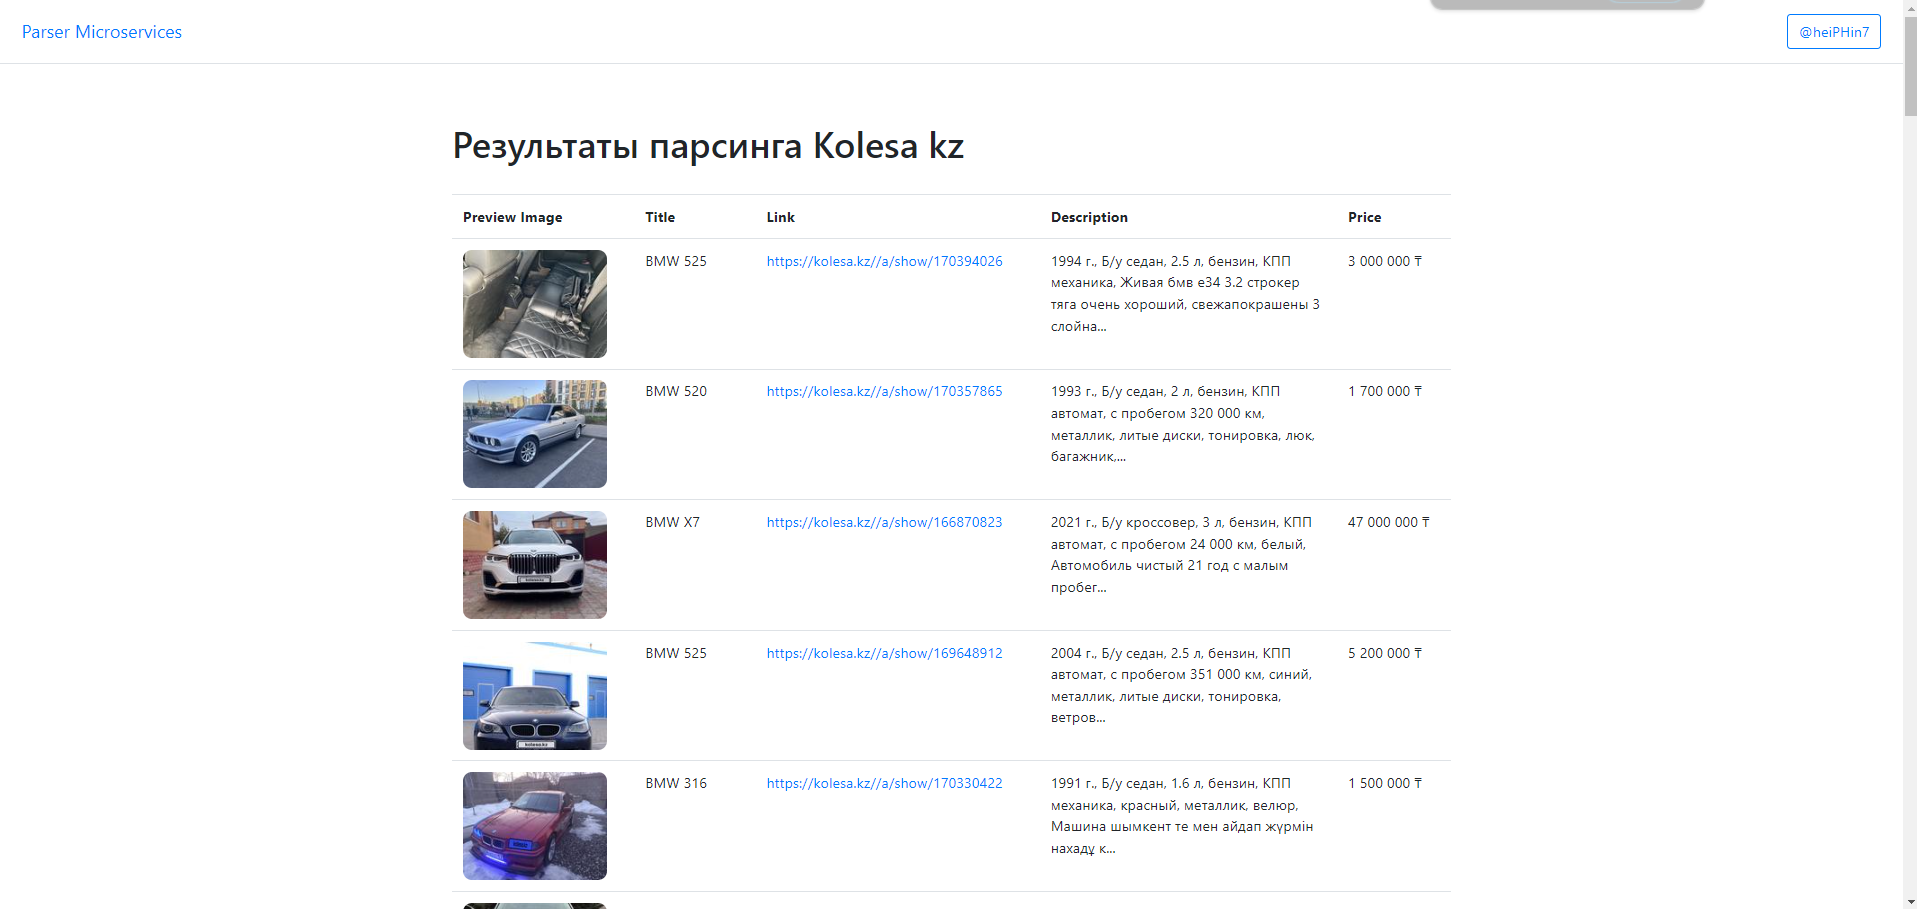 Parser Microservices
@heiPHin7
Результаты парсинга Kolesa kz
Preview Image Title Link Description Price
BMW 525 https://kolesa.kz//a/show/170394026 1994 г., Б/у седан, 2.5 л, бензин, КПП 3 000 000 ₸
механика, Живая бмв е34 3.2 строкер
тяга очень хороший, свежапокрашены 3
слойна...
BMW 520 https://kolesa.kz//a/show/170357865 1993 г., Б/у седан, 2 л, бензин, КПП 1 700 000 ₸
автомат, с пробегом 320 000 км,
металлик, литые диски, тонировка, люк,
багажник,...
BMW X7 https://kolesa.kz//a/show/166870823 2021 г., Б/у кроссовер, 3 л, бензин, КПП 47 000 000 ₸
автомат, с пробегом 24 000 км, белый,
Автомобиль чистый 21 год с малым
пробег...
BMW 525 https://kolesa.kz//a/show/169648912 2004 г., Б/у седан, 2.5 л, бензин, КПП 5 200 000 ₸
автомат, с пробегом 351 000 км, синий,
металлик, литые диски, тонировка,
ветров...
kolesa.kz
BMW 316 https://kolesa.kz//a/show/170330422 1991 г., Б/у седан, 1.6 л, бензин, КПП 1 500 000 ₸
механика, красный, металлик, велюр,
Машина шымкент те мен айдап жүрмін
нахаду к...